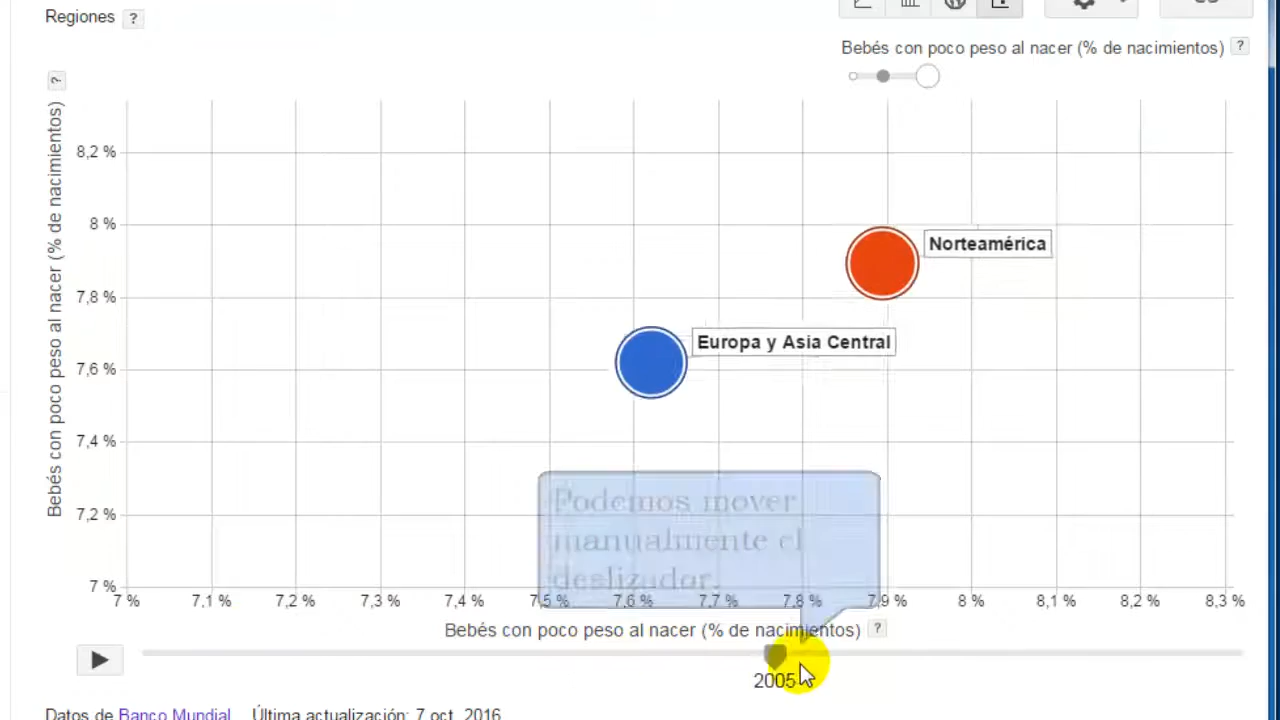 Regiones ?
Bebés con poco peso al nacer (% de nacimientos) ?
Bebés con poco peso al nacer (% de nacimientos) ?
8,2 %
8 %
7,8 %
7,6 %
7,4 %
7,2 %
7 %
Norteamérica
Europa y Asia Central
Podemos mover
manualmente el
deslizador.
7 % 7,1 % 7,2 % 7,3 % 7,4 % 7,5 % 7,6 % 7,7 % 7,8 % 7,9 % 8 % 8,1 % 8,2 % 8,3 %
Bebés con poco peso al nacer (% de nacimientos) ?
2005
Datos de Banco Mundial Última actualización: 7 oct. 2016